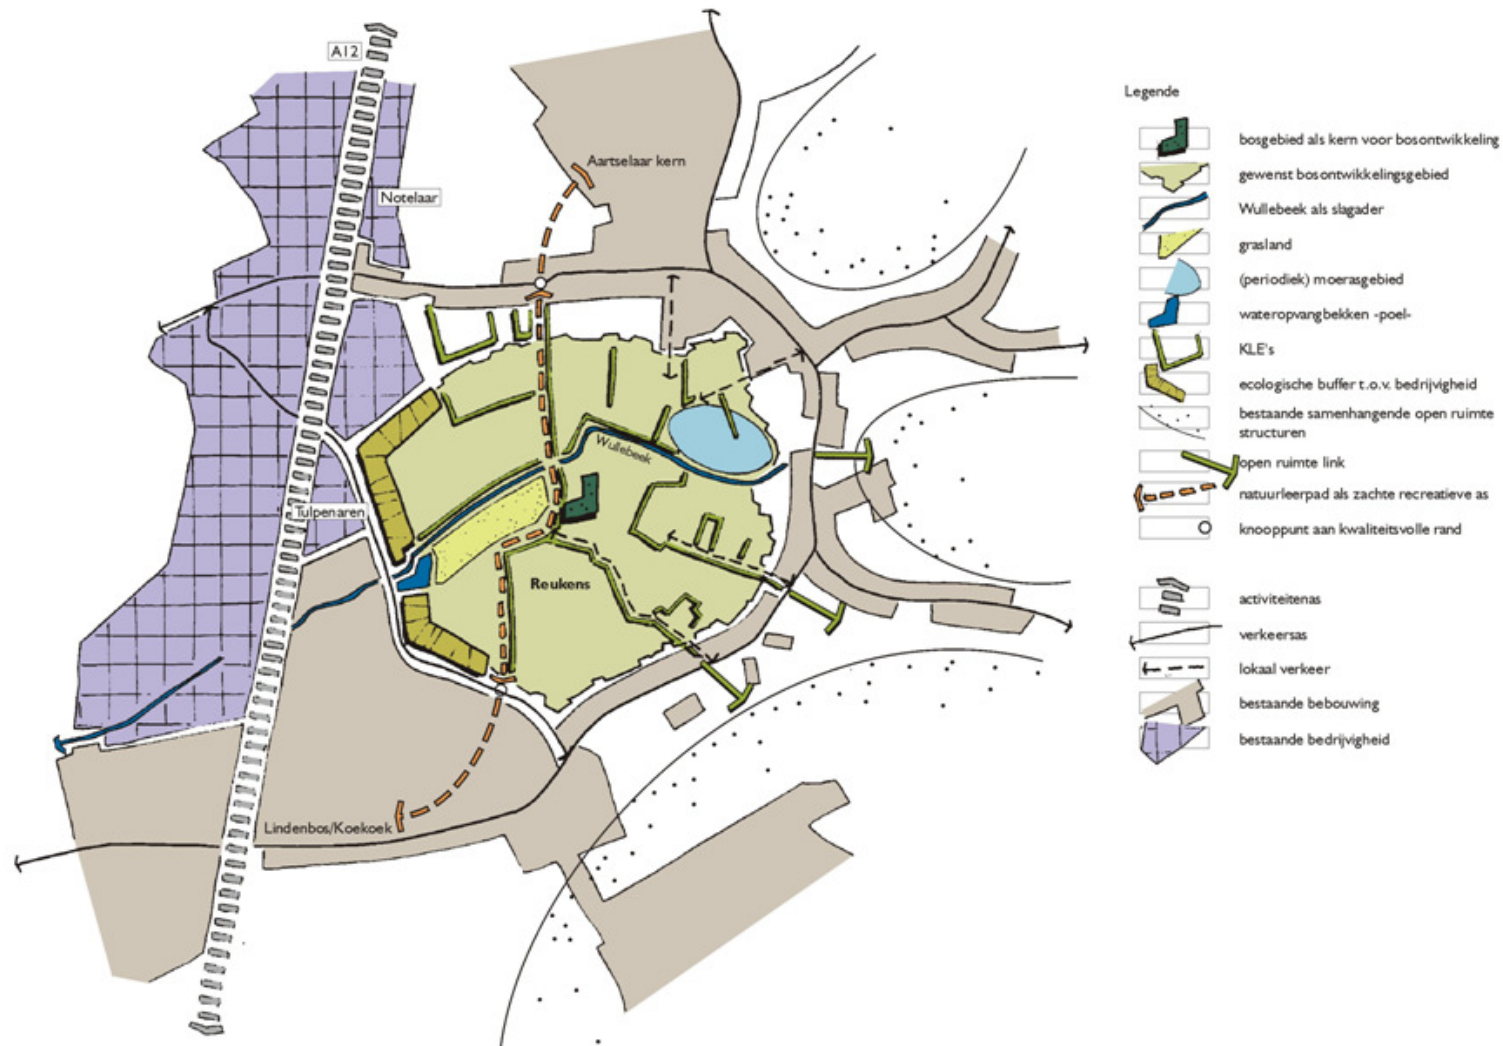 A12
Notelaar
Aartselaar kern
Wullebeek
Tulpenaren
Reukens
Lindenbos/Koekoek
Legende
bosgebied als kern voor bosontwikkeling
gewenst bosontwikkelingsgebied
Wullebeek als slagader
grasland
(periodiek) moerasgebied
wateropvangbekken -poel-
KLE's
ecologische buffer t.o.v. bedrijvigheid
bestaande samenhangende open ruimte
structuren
open ruimte link
natuurleerpad als zachte recreatieve as
knooppunt aan kwaliteitsvolle rand
activiteitenas
verkeersas
lokaal verkeer
bestaande bebouwing
bestaande bedrijvigheid